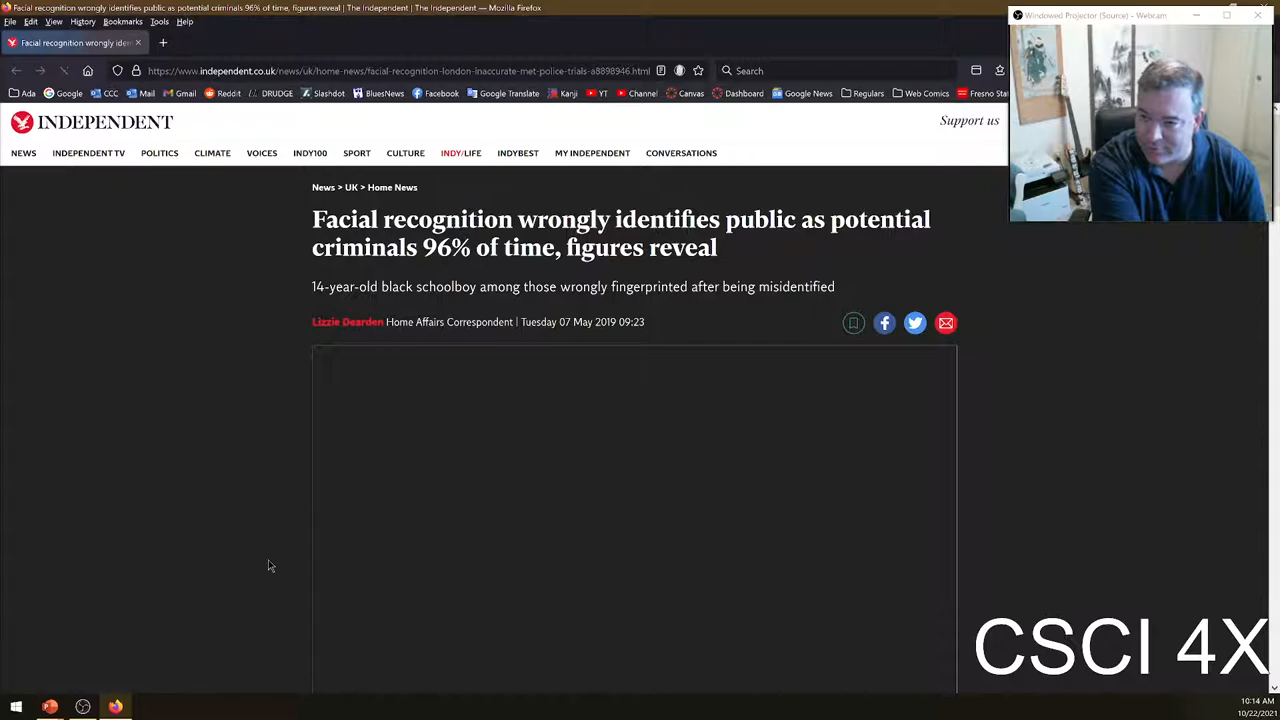 Facial recognition wrongly identifies public as potential criminals 96% of time, figures reveal | The Independent | The Independent — Mozilla Firefox
File Edit View History Bookmarks Tools Help
Windowed Projector (Source) - Webcam
Facial recognition wrongly iden
https://www.independent.co.uk/news/uk/home-news/facial-recognition-london-inaccurate-met-police-trials-a8898946.html
Search
Ada Google CCC Mail Gmail Reddit DRUDGE Slashdot BluesNews Facebook Google Translate Kanji YT Channel Canvas Dashboard Google News Regulars Web Comics Fresno Stat
INDEPENDENT
Support us
NEWS INDEPENDENT TV POLITICS CLIMATE VOICES INDY100 SPORT CULTURE INDY/LIFE INDYBEST MY INDEPENDENT CONVERSATIONS
News > UK > Home News
Facial recognition wrongly identifies public as potential
criminals 96% of time, figures reveal
14-year-old black schoolboy among those wrongly fingerprinted after being misidentified
Lizzie Dearden Home Affairs Correspondent | Tuesday 07 May 2019 09:23
CSCI 4X
10:14 AM
10/22/2021